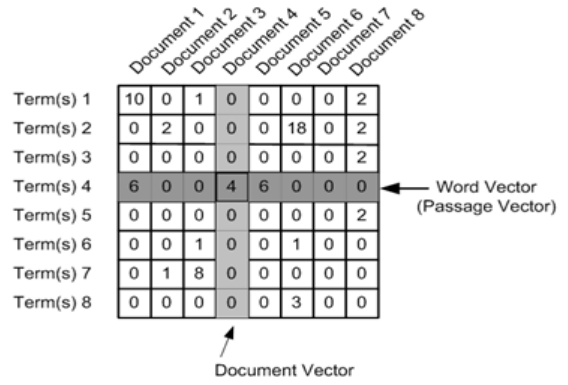 Document 1
Document 2
Document 3
Document 4
Document 5
Document 6
Document 7
Document 8
Term(s) 1 10 0 1 0 0 0 0 2
Term(s) 2 0 2 0 0 0 18 0 2
Term(s) 3 0 0 0 0 0 0 0 2
Term(s) 4 6 0 0 4 6 0 0 0
Word Vector
(Passage Vector)
Term(s) 5 0 0 0 0 0 0 0 2
Term(s) 6 0 0 1 0 0 1 0 0
Term(s) 7 0 1 8 0 0 0 0 0
Term(s) 8 0 0 0 0 0 3 0 0
Document Vector